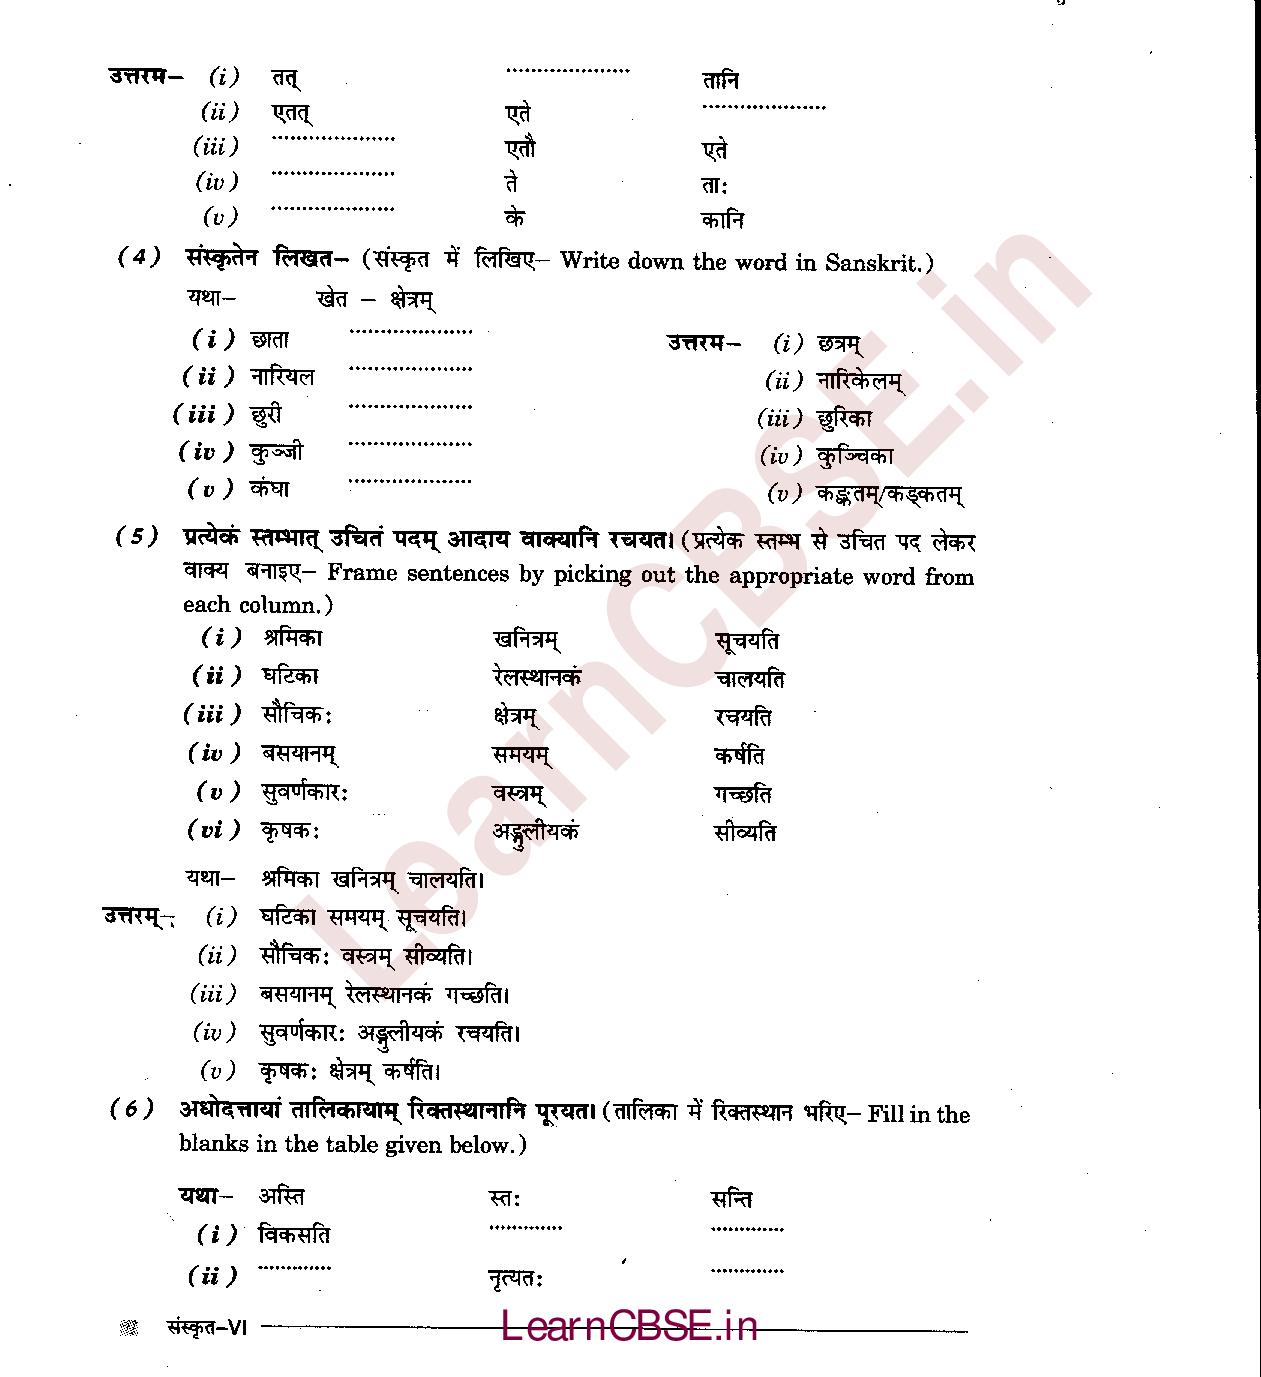 उत्तरम– (i) तत् .................... तानि
(ii) एतत् एते ....................
(iii) .................... एतौ एते
(iv) .................... ते ताः
(v) .................... के कानि
(4) संस्कृतेन लिखत– (संस्कृत में लिखिए– Write down the word in Sanskrit.)
यथा– खेत – क्षेत्रम्
(i) छाता .................... उत्तरम– (i) छत्रम्
(ii) नारियल .................... (ii) नारिकेलम्
(iii) छुरी .................... (iii) छुरिका
(iv) कुञ्जी .................... (iv) कुञ्चिका
(v) कंघा .................... (v) कङ्कतम्/कङ्कतम्
(5) प्रत्येकं स्तम्भात् उचितं पदम् आदाय वाक्यानि रचयत। (प्रत्येक स्तम्भ से उचित पद लेकर
वाक्य बनाइए– Frame sentences by picking out the appropriate word from
each column.)
(i) श्रमिका खनित्रम् सूचयति
(ii) घटिका रेलस्थानकं चालयति
(iii) सौचिकः क्षेत्रम् रचयति
(iv) बसयानम् समयम् कर्षति
(v) सुवर्णकारः वस्त्रम् गच्छति
(vi) कृषकः अङ्गुलीयकं सीव्यति
यथा– श्रमिका खनित्रम् चालयति।
उत्तरम्– (i) घटिका समयम् सूचयति।
(ii) सौचिकः वस्त्रम् सीव्यति।
(iii) बसयानम् रेलस्थानकं गच्छति।
(iv) सुवर्णकारः अङ्गुलीयकं रचयति।
(v) कृषकः क्षेत्रम् कर्षति।
(6) अधोदत्तायां तालिकायाम् रिक्तस्थानानि पूरयत। (तालिका में रिक्तस्थान भरिए– Fill in the
blanks in the table given below.)
यथा– अस्ति स्तः सन्ति
(i) विकसति ............. .............
(ii) ............. नृत्यतः .............
संस्कृत–VI LearnCBSE.in
LearnCBSE.in